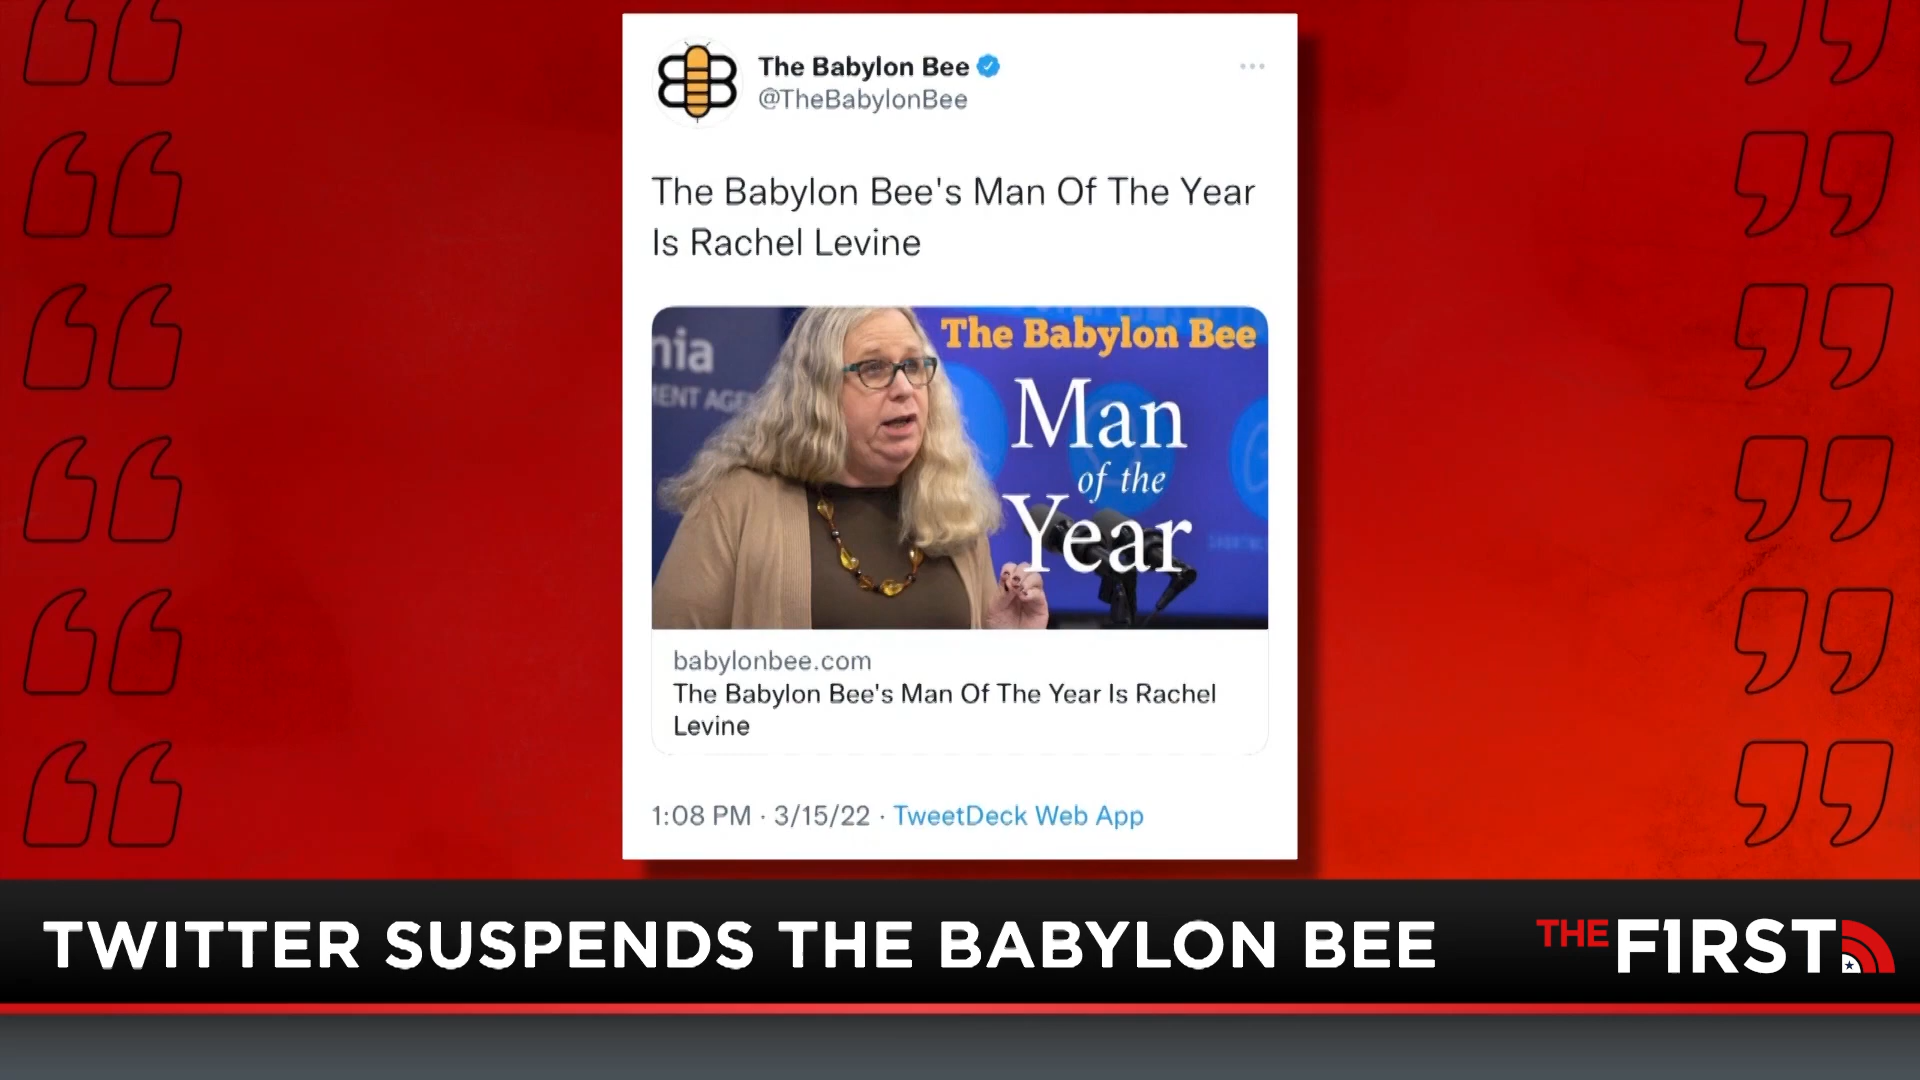 The Babylon Bee
@TheBabylonBee
The Babylon Bee's Man Of The Year
Is Rachel Levine
nia
ENT AGE
The Babylon Bee
Man
of the
Year
babylonbee.com
The Babylon Bee's Man Of The Year Is Rachel
Levine
1:08 PM · 3/15/22 · TweetDeck Web App
TWITTER SUSPENDS THE BABYLON BEE
THE FIRST